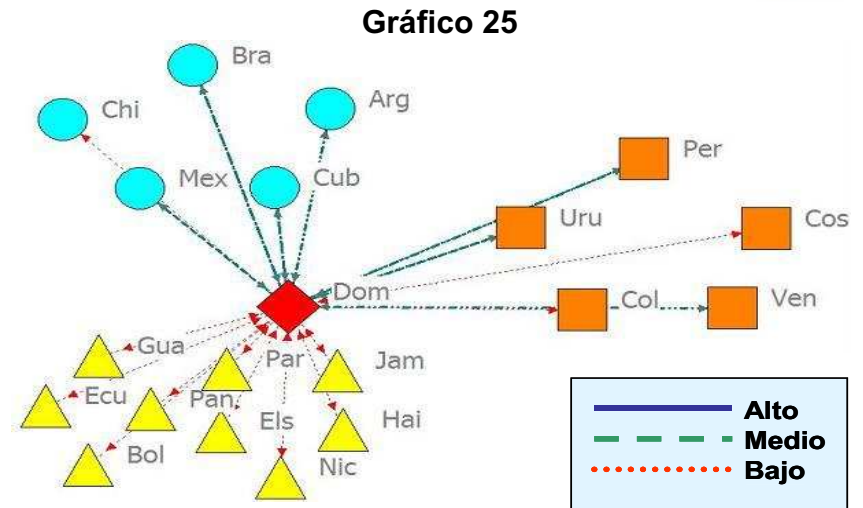 Gráfico 25
Bra
Chi
Arg
Per
Mex
Cub
Uru
Cos
Dom
Col
Ven
Gua
Par
Jam
Ecu
Pan
Els
Hai
Bol
Nic
Alto
Medio
Bajo